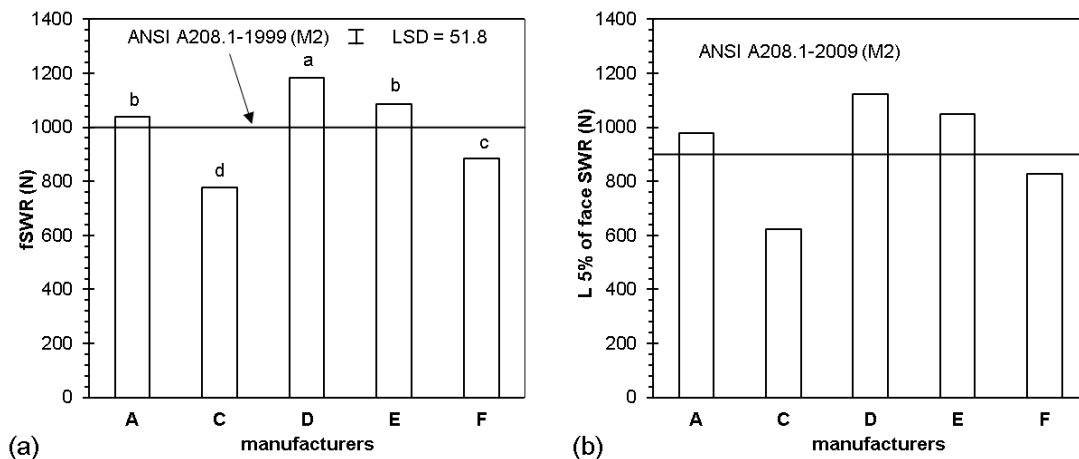 1400
1200
1000
800
600
400
200
0
fSWR (N)
ANSI A208.1-1999 (M2) LSD = 51.8
b
d
a
b
c
A C D E F
manufacturers
(a)
1400
1200
1000
800
600
400
200
0
L 5% of face SWR (N)
ANSI A208.1-2009 (M2)
A C D E F
manufacturers
(b)